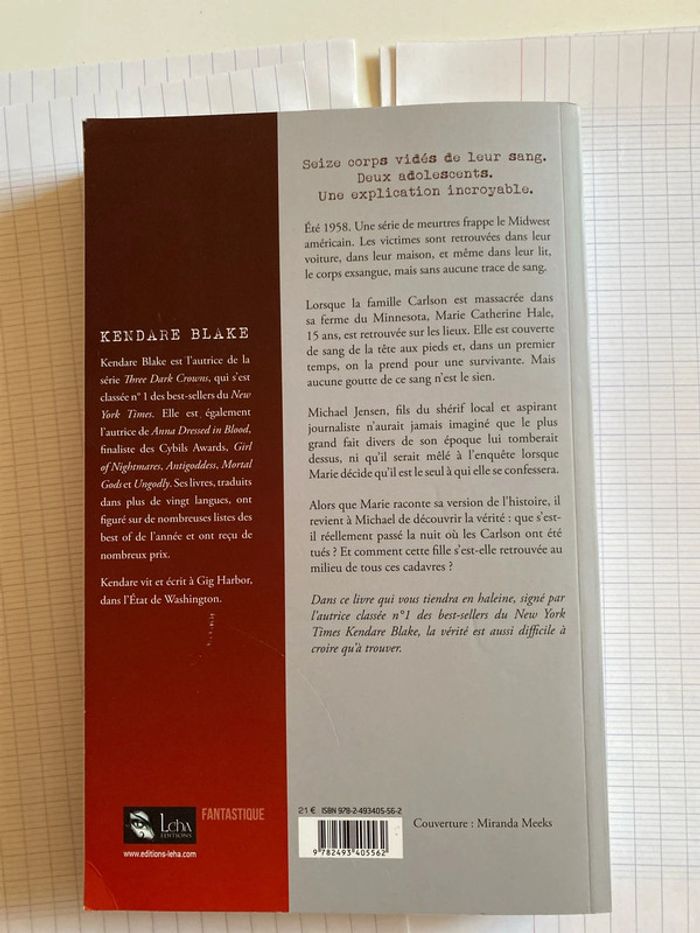 Seize corps vidés de leur sang.
Deux adolescents.
Une explication incroyable.
Été 1958. Une série de meurtres frappe le Midwest
américain. Les victimes sont retrouvées dans leur
voiture, dans leur maison, et même dans leur lit,
le corps exsangue, mais sans aucune trace de sang.
Lorsque la famille Carlson est massacrée dans
sa ferme du Minnesota, Marie Catherine Hale,
15 ans, est retrouvée sur les lieux. Elle est couverte
de sang de la tête aux pieds et, dans un premier
temps, on la prend pour une survivante. Mais
aucune goutte de ce sang n'est le sien.
Michael Jensen, fils du shérif local et aspirant
journaliste n'aurait jamais imaginé que le plus
grand fait divers de son époque lui tomberait
dessus, ni qu'il serait mêlé à l'enquête lorsque
Marie décide qu'il est le seul à qui elle se confessera.
Alors que Marie raconte sa version de l'histoire, il
revient à Michael de découvrir la vérité : que s'est-
il réellement passé la nuit où les Carlson ont été
tués ? Et comment cette fille s'est-elle retrouvée au
milieu de tous ces cadavres ?
Dans ce livre qui vous tiendra en haleine, signé par
l'autrice classée n°1 des best-sellers du New York
Times Kendare Blake, la vérité est aussi difficile à
croire qu'à trouver.
KENDARE BLAKE
Kendare Blake est l'autrice de la
série Three Dark Crowns, qui s'est
classée n° 1 des best-sellers du New
York Times. Elle est également
l'autrice de Anna Dressed in Blood,
finaliste des Cybils Awards, Girl
of Nightmares, Antigoddess, Mortal
Gods et Ungodly. Ses livres, traduits
dans plus de vingt langues, ont
figuré sur de nombreuses listes des
best of de l'année et ont reçu de
nombreux prix.
Kendare vit et écrit à Gig Harbor,
dans l'État de Washington.
Leha
EDITIONS
FANTASTIQUE
www.editions-leha.com
21 € ISBN 978-2-493405-56-2
9 782493 405562
Couverture : Miranda Meeks